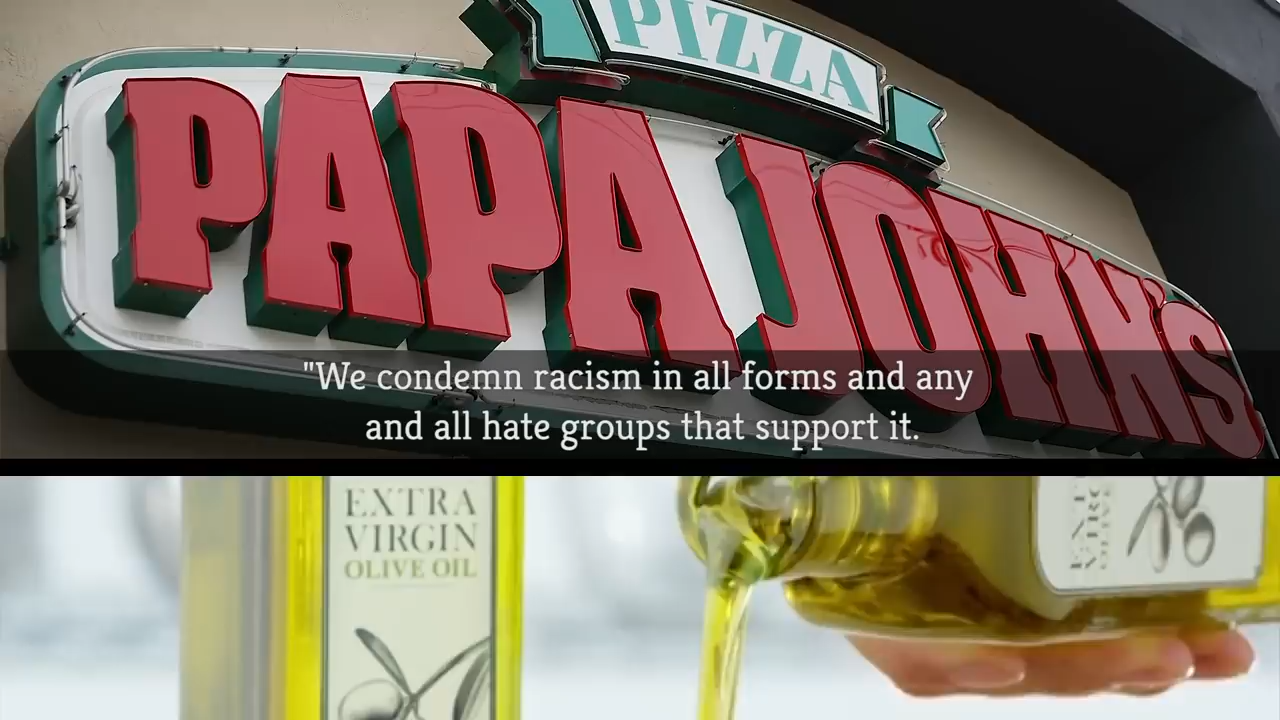 PIZZA
PAPA JOHN'S
"We condemn racism in all forms and any
and all hate groups that support it.
EXTRA
VIRGIN
OLIVE OIL